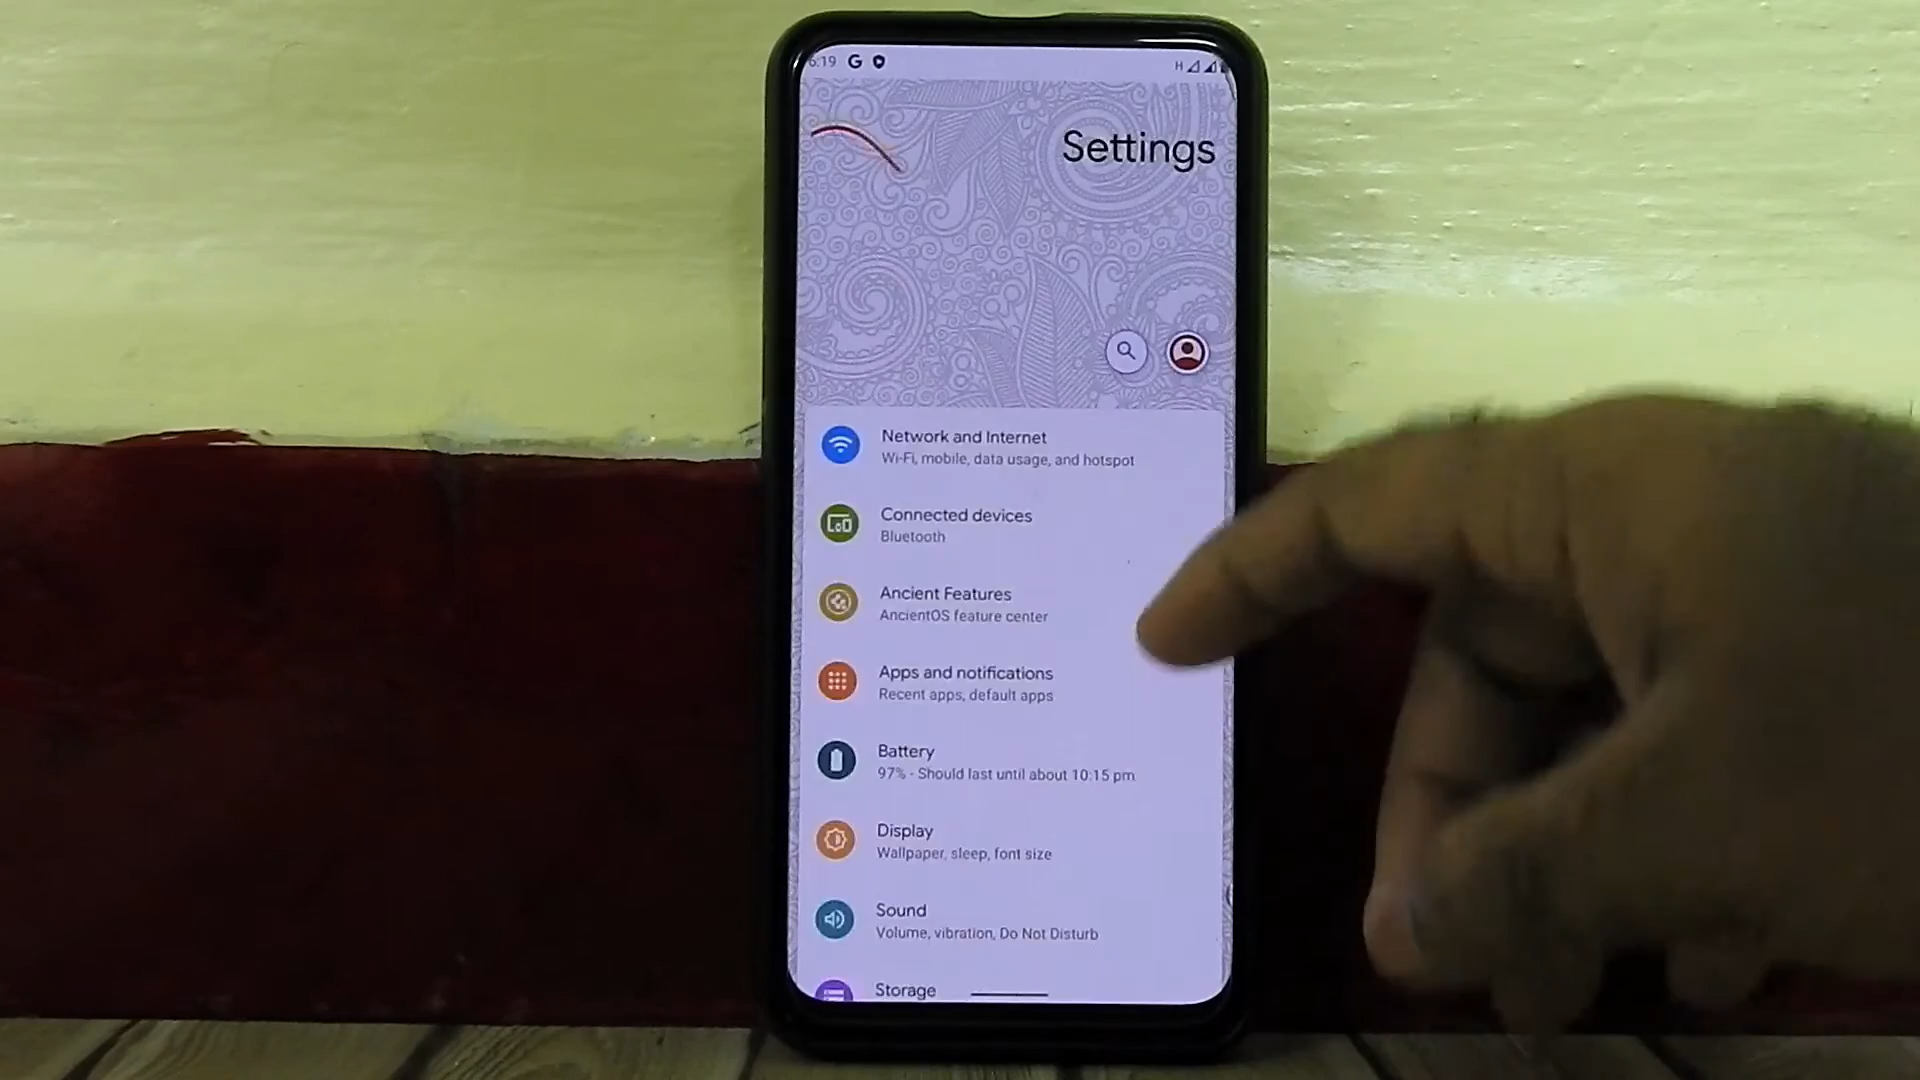 6:19 G H
Settings
Network and Internet
Wi-Fi, mobile, data usage, and hotspot
Connected devices
Bluetooth
Ancient Features
AncientOS feature center
Apps and notifications
Recent apps, default apps
Battery
97% - Should last until about 10:15 pm
Display
Wallpaper, sleep, font size
Sound
Volume, vibration, Do Not Disturb
Storage